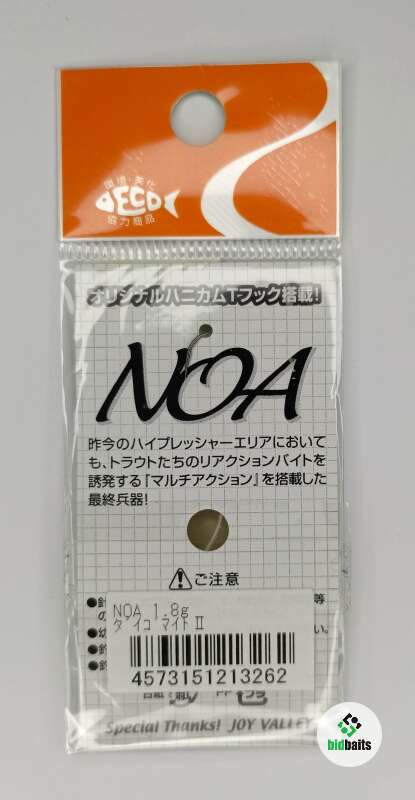 環境・美化
DECO
協力商品
オリジナルハニカムTフック搭載!
NOA
昨今のハイプレッシャーエリアにおいて
も、トラウトたちのリアクションバイトを
誘発する『マルチアクション』を搭載した
最終兵器!
ご注意
等
の
い。
NOA 1.8g
ダイコ マイトⅡ
4573151213262
Special Thanks! JOY VALLEY
bidbaits